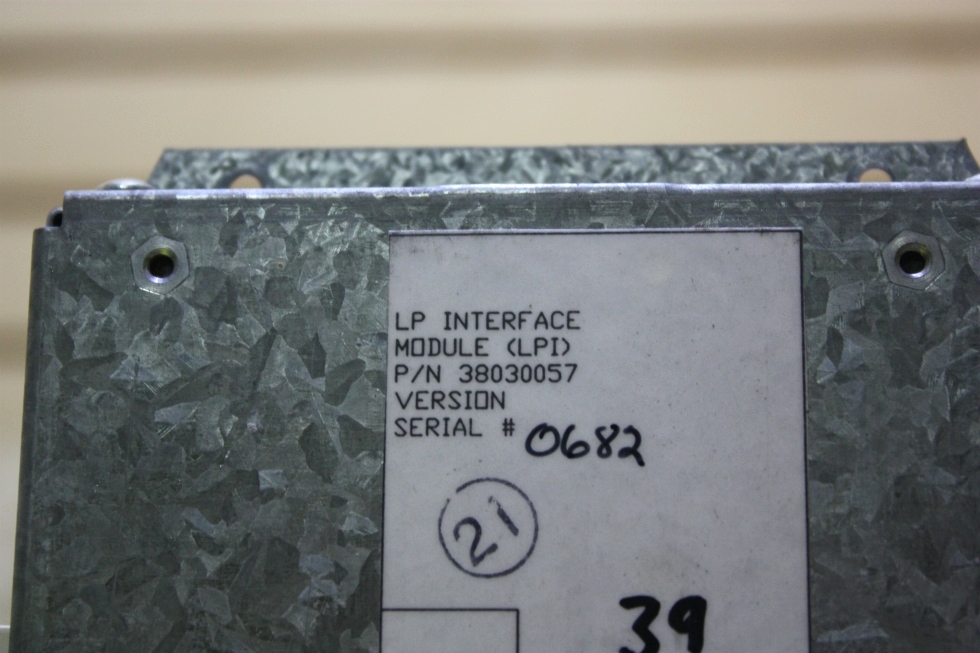 LP INTERFACE
MODULE (LPI)
P/N 38030057
VERSION
SERIAL # 0682
21
39